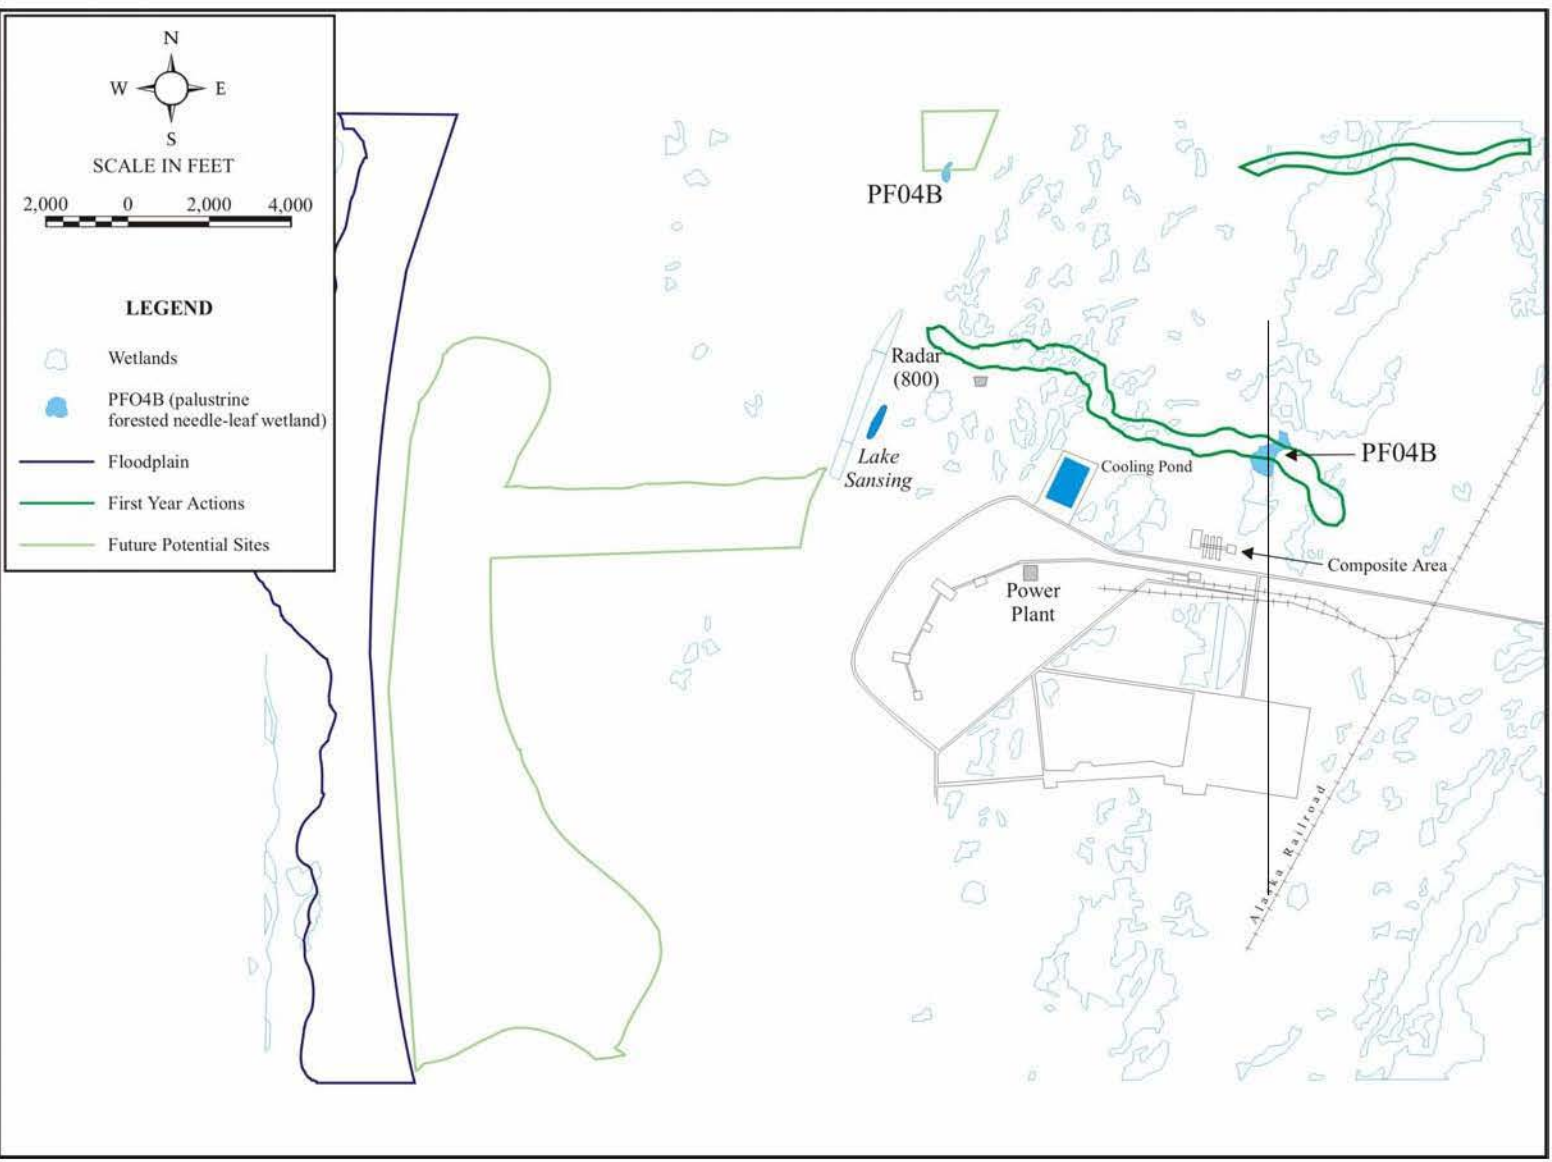 N
W E
S
SCALE IN FEET
2,000 0 2,000 4,000
LEGEND
Wetlands
PFO4B (palustrine
forested needle-leaf wetland)
Floodplain
First Year Actions
Future Potential Sites
PF04B
Radar
(800)
Lake
Sansing
Cooling Pond
PF04B
Composite Area
Power
Plant
Alaaka Railroad